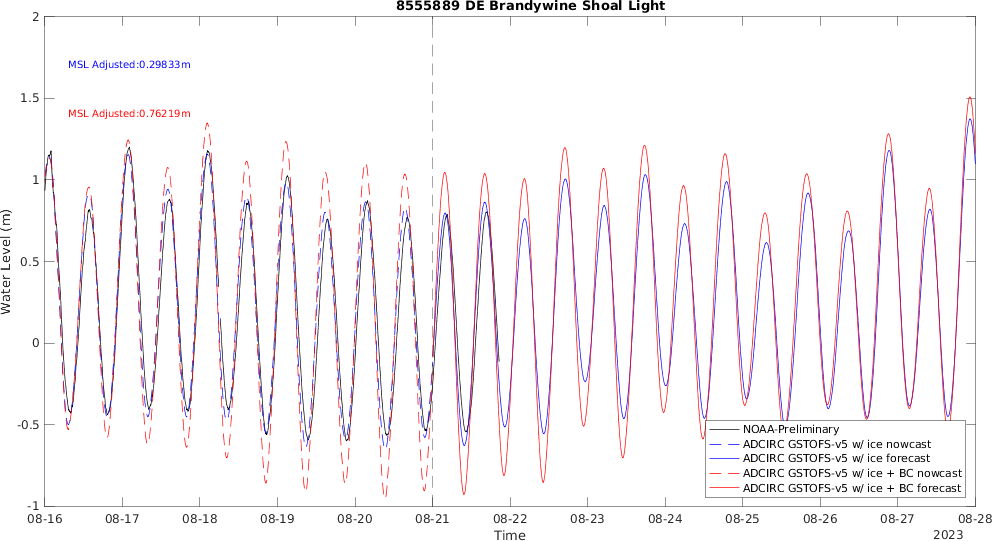 8555889 DE Brandywine Shoal Light
2
1.5
1
0.5
0
-0.5
-1
Water Level (m)
MSL Adjusted:0.29833m
MSL Adjusted:0.76219m
NOAA-Preliminary
ADCIRC GSTOFS-v5 w/ ice nowcast
ADCIRC GSTOFS-v5 w/ ice forecast
ADCIRC GSTOFS-v5 w/ ice + BC nowcast
ADCIRC GSTOFS-v5 w/ ice + BC forecast
08-16 08-17 08-18 08-19 08-20 08-21 08-22 08-23 08-24 08-25 08-26 08-27 08-28
Time
2023